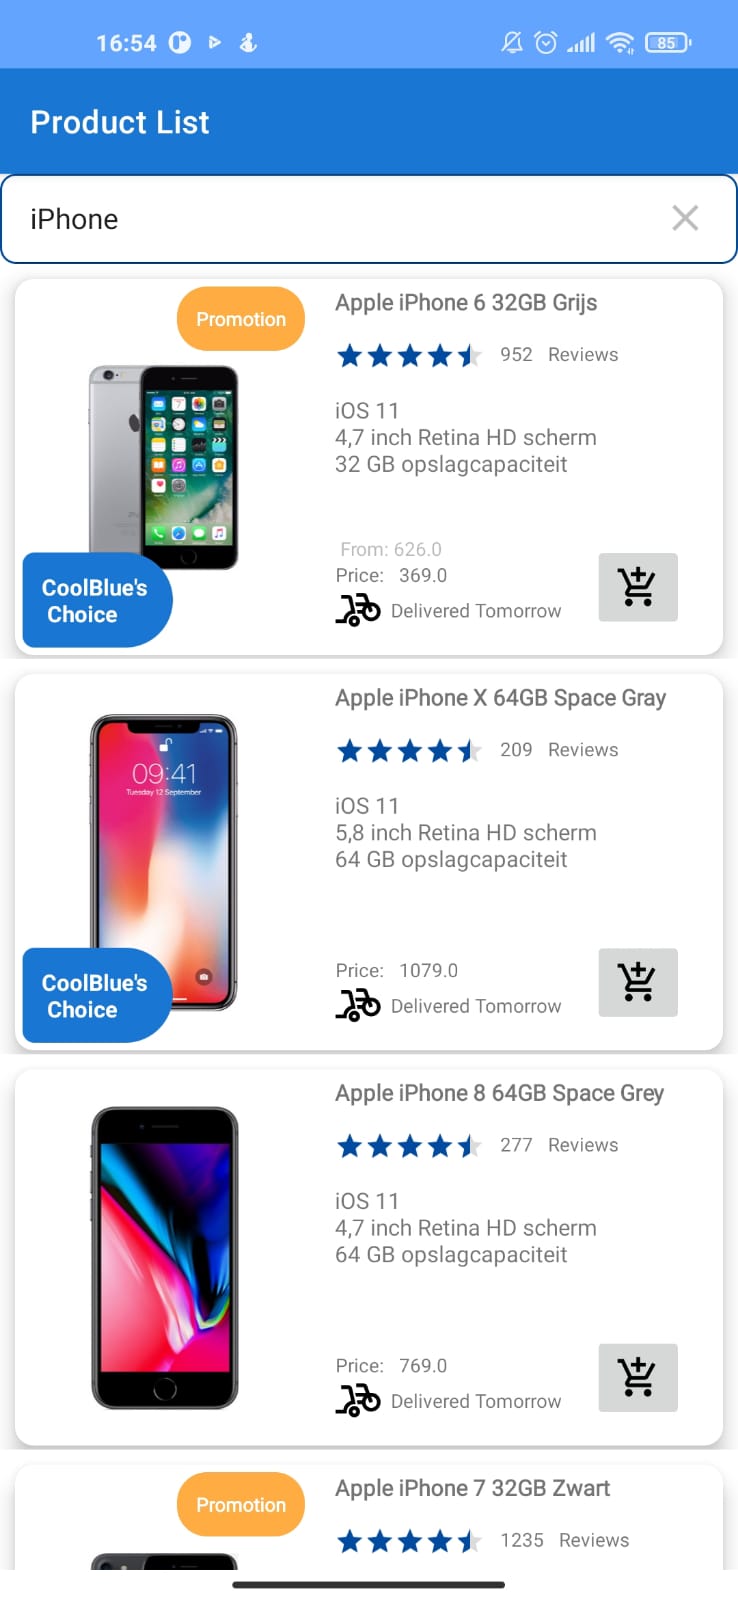 16:54
85
Product List
iPhone
Promotion
Apple iPhone 6 32GB Grijs
952 Reviews
iOS 11
4,7 inch Retina HD scherm
32 GB opslagcapaciteit
From: 626.0
Price: 369.0
Delivered Tomorrow
CoolBlue's
Choice
Apple iPhone X 64GB Space Gray
209 Reviews
09:41
Tuesday 12 September
iOS 11
5,8 inch Retina HD scherm
64 GB opslagcapaciteit
Price: 1079.0
Delivered Tomorrow
CoolBlue's
Choice
Apple iPhone 8 64GB Space Grey
277 Reviews
iOS 11
4,7 inch Retina HD scherm
64 GB opslagcapaciteit
Price: 769.0
Delivered Tomorrow
Promotion
Apple iPhone 7 32GB Zwart
1235 Reviews